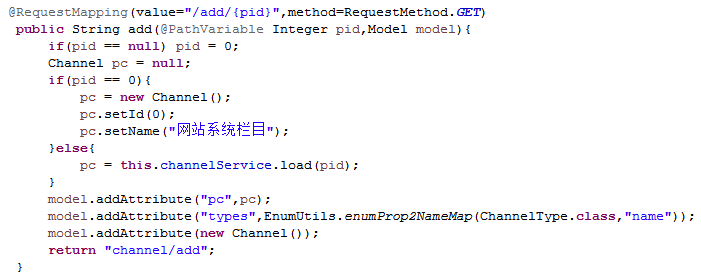 @RequestMapping(value="/add/{pid}",method=RequestMethod.GET)
public String add(@PathVariable Integer pid,Model model){
if(pid == null) pid = 0;
Channel pc = null;
if(pid == 0){
pc = new Channel();
pc.setId(0);
pc.setName("网站系统栏目");
}else{
pc = this.channelService.load(pid);
}
model.addAttribute("pc",pc);
model.addAttribute("types",EnumUtils.enumProp2NameMap(ChannelType.class,"name"));
model.addAttribute(new Channel());
return "channel/add";
}